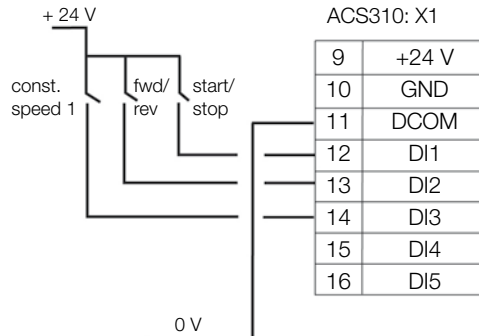 + 24 V
ACS310: X1
const.
speed 1
fwd/
rev
start/
stop
9 +24 V
10 GND
11 DCOM
12 DI1
13 DI2
14 DI3
15 DI4
16 DI5
0 V